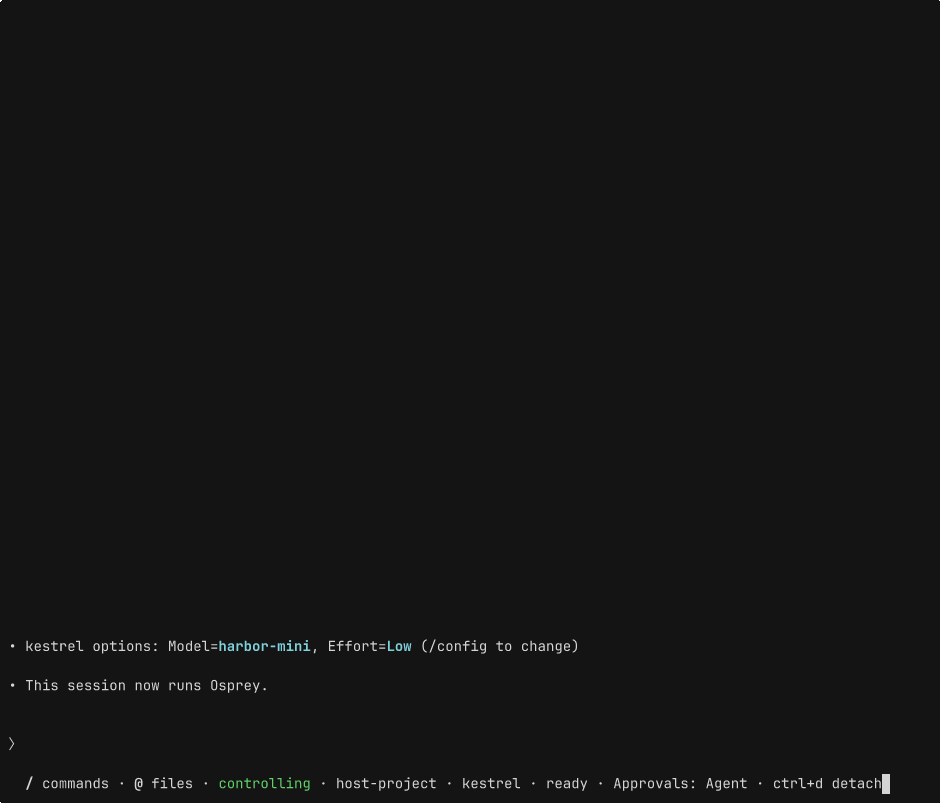 • kestrel options: Model=harbor-mini, Effort=Low (/config to change)
• This session now runs Osprey.
〉
/ commands · @ files · controlling · host-project · kestrel · ready · Approvals: Agent · ctrl+d detach